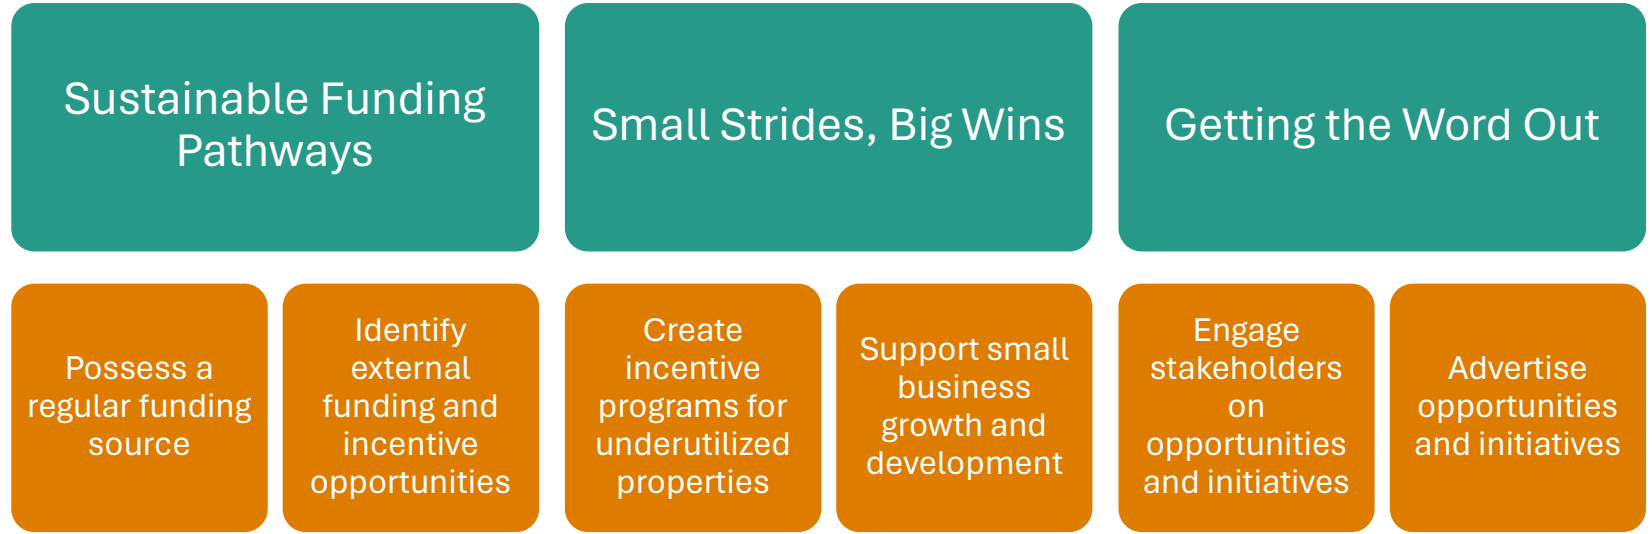 Sustainable Funding
Pathways
Small Strides, Big Wins
Getting the Word Out
Possess a
regular funding
source
Identify
external
funding and
incentive
opportunities
Create
incentive
programs for
underutilized
properties
Support small
business
growth and
development
Engage
stakeholders
on
opportunities
and initiatives
Advertise
opportunities
and initiatives